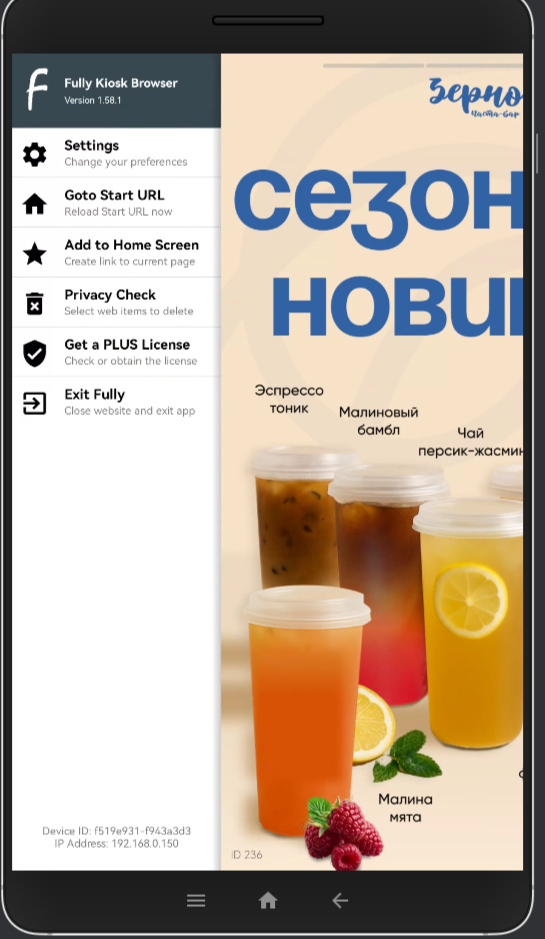 Fully Kiosk Browser
Version 1.58.1
Settings
Change your preferences
Goto Start URL
Reload Start URL now
Add to Home Screen
Create link to current page
Privacy Check
Select web items to delete
Get a PLUS License
Check or obtain the license
Exit Fully
Close website and exit app
Device ID: f519e931-f943a3d3
IP Address: 192.168.0.150
Зерно
паста-бар
сезон
нови
Эспрессо
тоник
Малиновый
бамбл
Чай
персик-жасмин
Малина
мята
ID 236